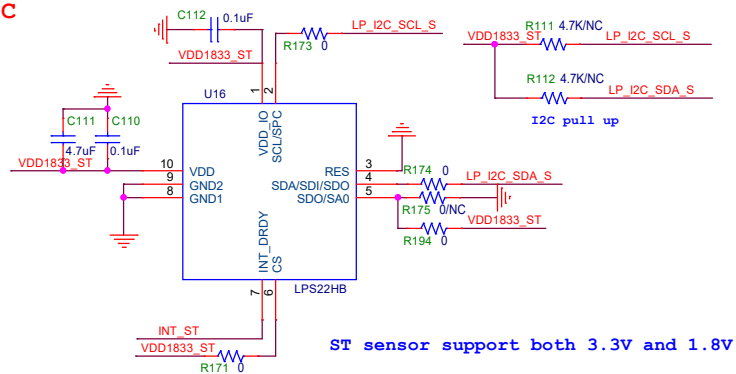 C
C112
0.1uF
VDD1833_ST
R173 0
LP_I2C_SCL_S
VDD1833_ST
R111 4.7K/NC
LP_I2C_SCL_S
R112 4.7K/NC
LP_I2C_SDA_S
I2C pull up
U16
1
2
VDD_IO
SCL/SPC
C111
C110
4.7uF
0.1uF
VDD1833_ST
10
9
8
VDD
GND2
GND1
RES
SDA/SDI/SDO
SDO/SA0
3
4
5
R174 0
LP_I2C_SDA_S
R175 0/NC
VDD1833_ST
R194 0
INT_DRDY
CS
7
6
LPS22HB
INT_ST
VDD1833_ST
R171 0
ST sensor support both 3.3V and 1.8V